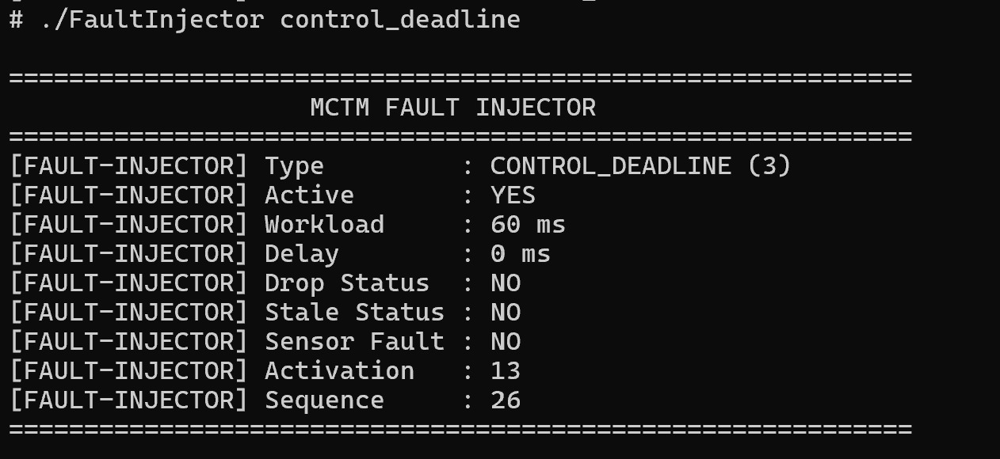 # ./FaultInjector control_deadline
============================================================
MCTM FAULT INJECTOR
============================================================
[FAULT-INJECTOR] Type         : CONTROL_DEADLINE (3)
[FAULT-INJECTOR] Active       : YES
[FAULT-INJECTOR] Workload     : 60 ms
[FAULT-INJECTOR] Delay        : 0 ms
[FAULT-INJECTOR] Drop Status  : NO
[FAULT-INJECTOR] Stale Status : NO
[FAULT-INJECTOR] Sensor Fault : NO
[FAULT-INJECTOR] Activation   : 13
[FAULT-INJECTOR] Sequence     : 26
============================================================